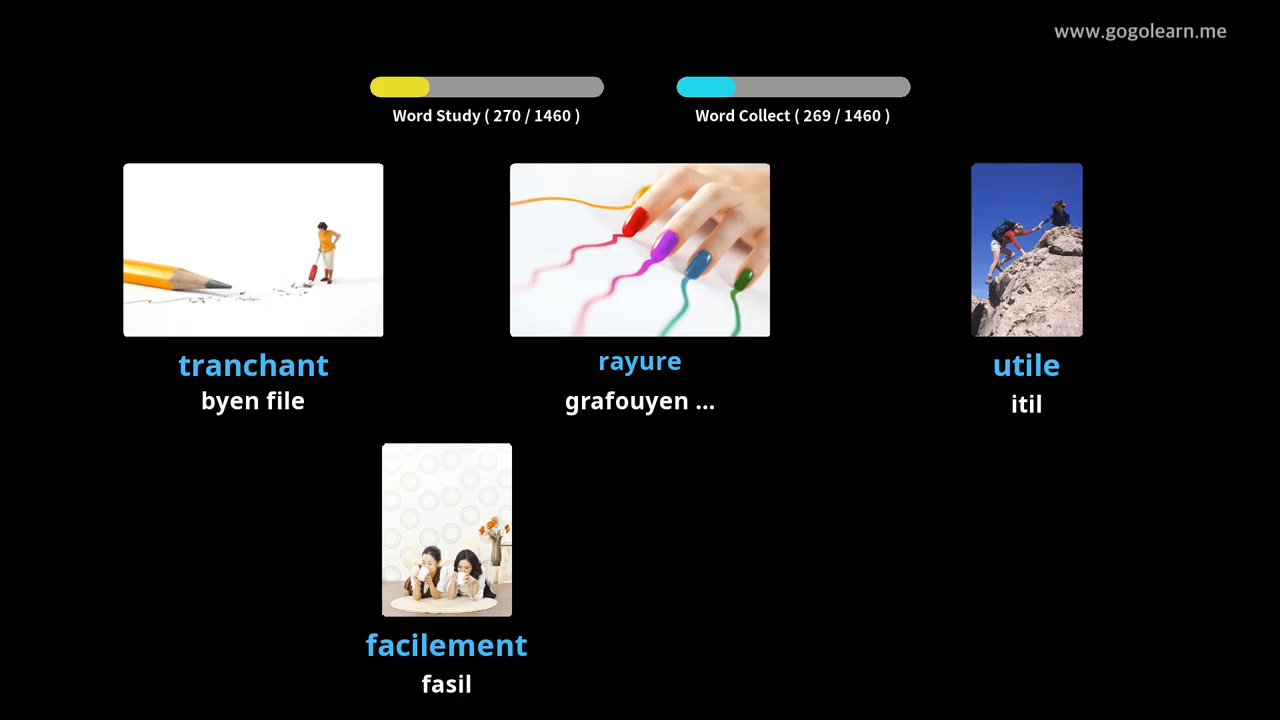 www.gogolearn.me
Word Study ( 270 / 1460 )
Word Collect ( 269 / 1460 )
tranchant
byen file
rayure
grafouyen ...
utile
itil
facilement
fasil